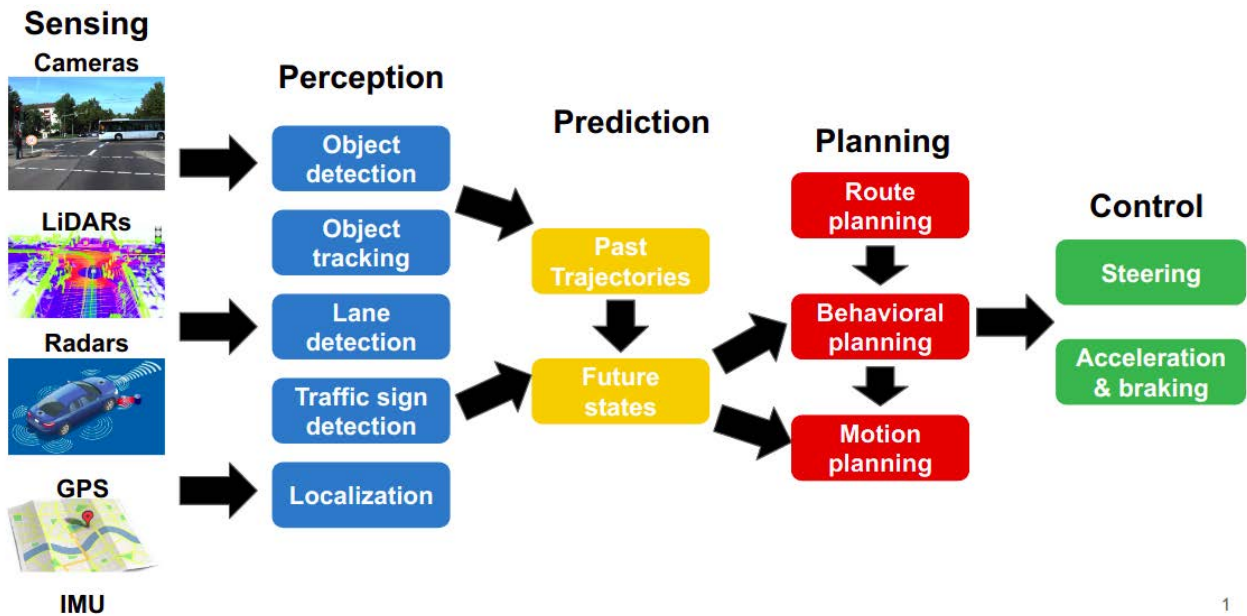 Sensing
Cameras
LiDARs
Radars
GPS
IMU
Perception
Object
detection
Object
tracking
Lane
detection
Traffic sign
detection
Localization
Prediction
Past
Trajectories
Future
states
Planning
Route
planning
Behavioral
planning
Motion
planning
Control
Steering
Acceleration
& braking
1